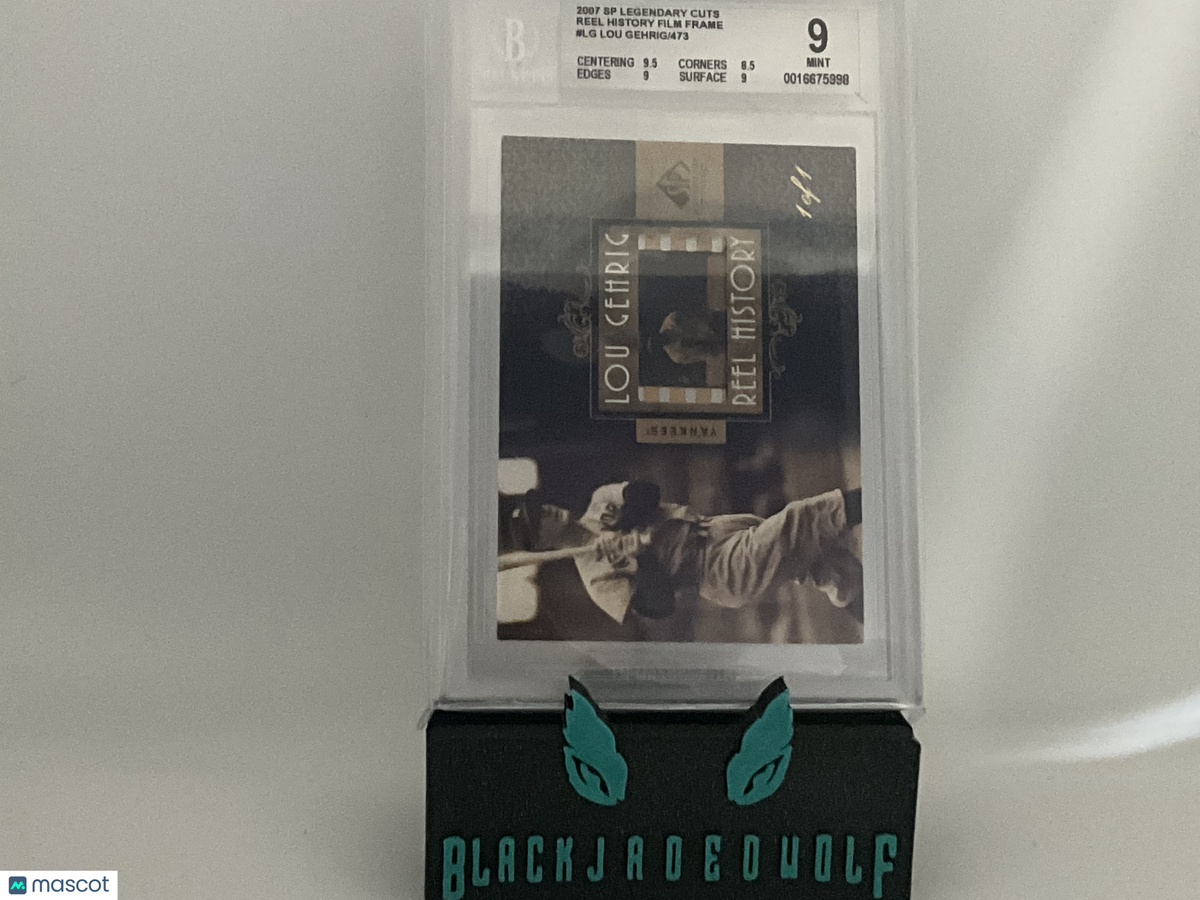 B
2007 SP LEGENDARY CUTS
REEL HISTORY FILM FRAME
#LG LOU GEHRIG/473
CENTERING 9.5 CORNERS 8.5
EDGES 9 SURFACE 9
9
MINT
0016675998
1 of 1
SP
LOU GEHRIG
REEL HISTORY
YANKEES
BLACKJADEDWOLF
mascot